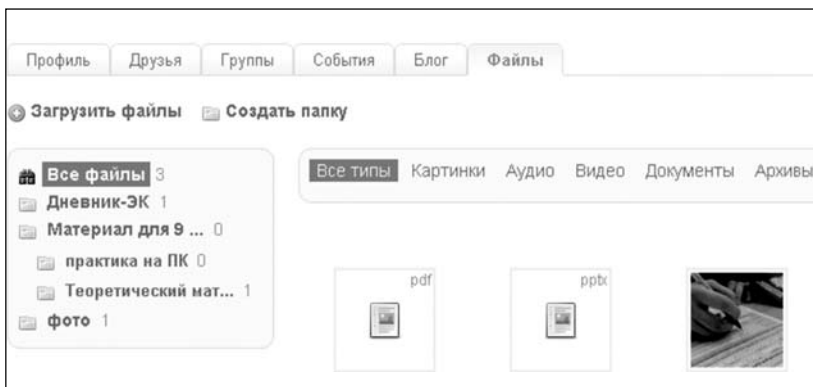 Профиль Друзья Группы События Блог Файлы
Загрузить файлы Создать папку
Все файлы 3
Дневник-ЭК 1
Материал для 9 ... 0
практика на ПК 0
Теоретический мат... 1
фото 1
Все типы Картинки Аудио Видео Документы Архивы
pdf pptx